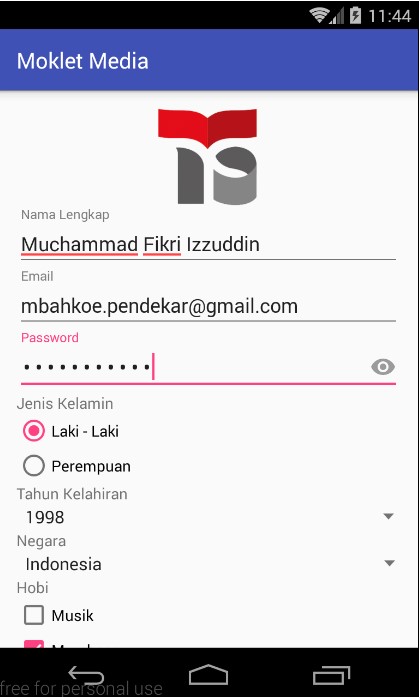 11:44
Moklet Media
Nama Lengkap
Muchammad Fikri Izzuddin
Email
mbahkoe.pendekar@gmail.com
Password
•••••••••••
Jenis Kelamin
Laki - Laki
Perempuan
Tahun Kelahiran
1998
Negara
Indonesia
Hobi
Musik
free for personal use